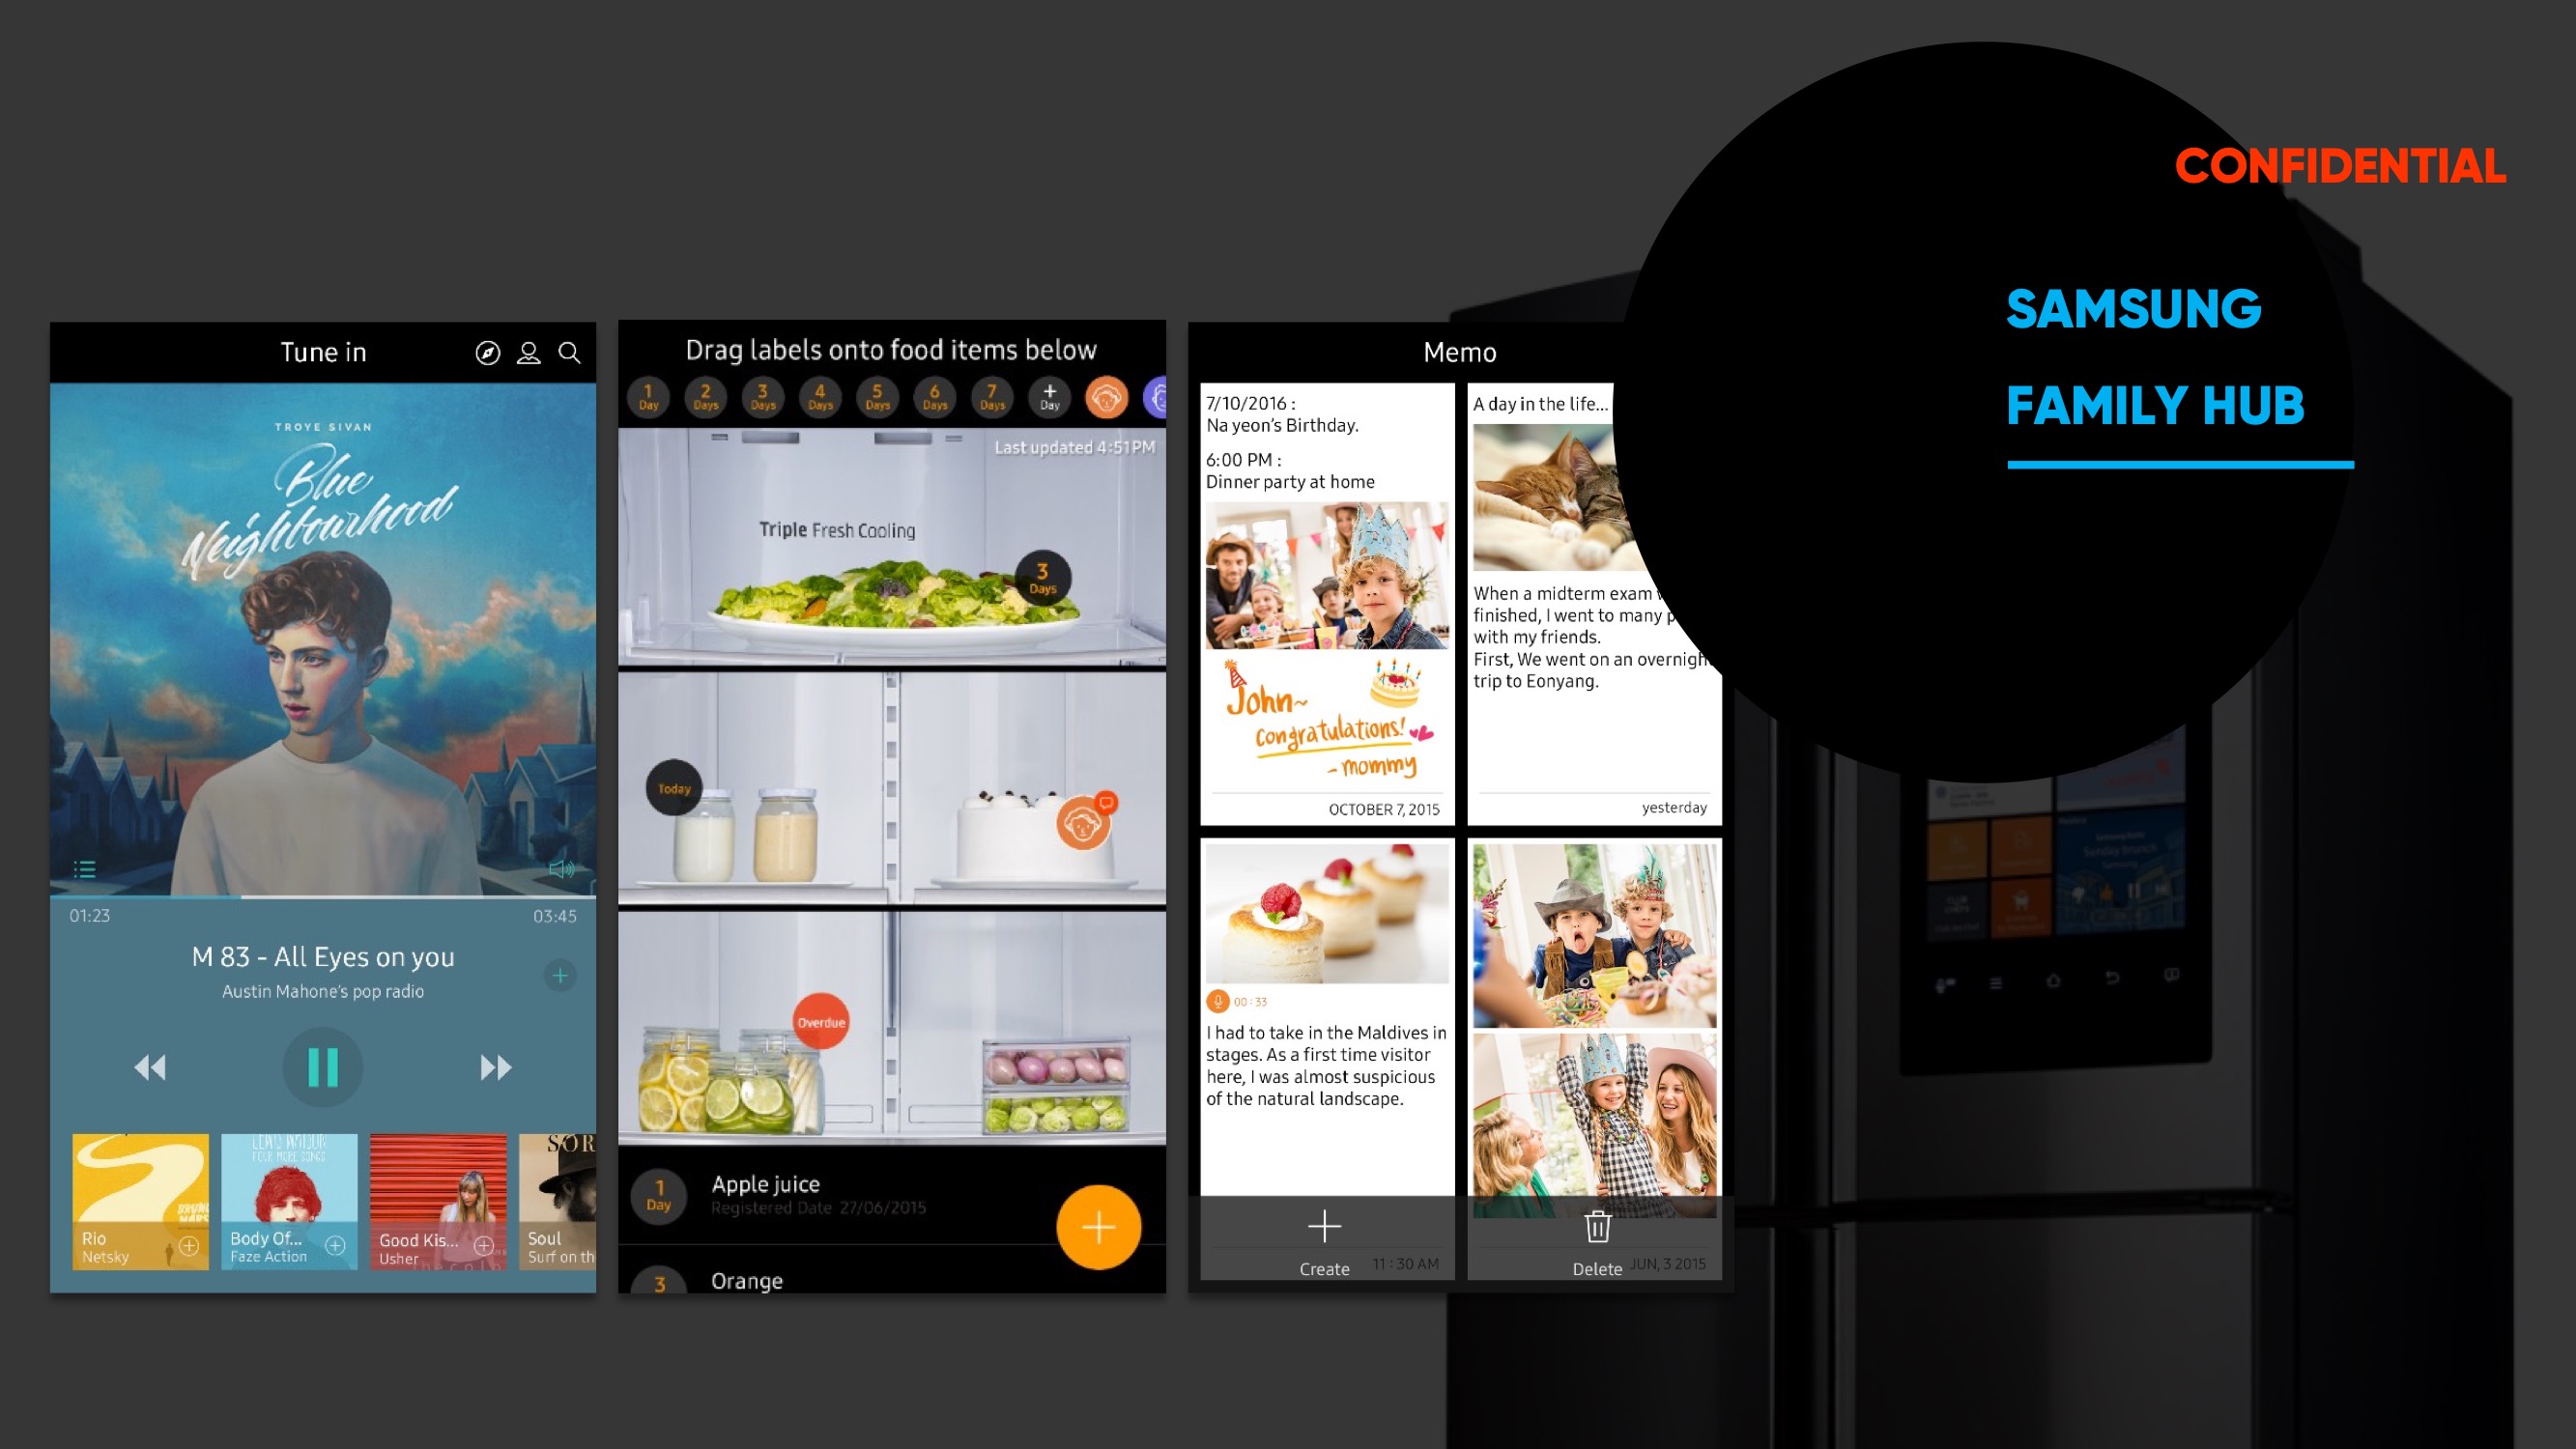 CONFIDENTIAL
SAMSUNG
FAMILY HUB
Tune in
TROYE SIVAN
Blue
Neighbourhood
01:23
03:45
M 83 - All Eyes on you
Austin Mahone's pop radio
Rio
Netsky
Body Of...
Faze Action
Good Kis...
Usher
SOR
Soul
Surf on th
Drag labels onto food items below
1
Day
2
Days
3
Days
4
Days
5
Days
6
Days
7
Days
+
Day
Last updated 4:51PM
Triple Fresh Cooling
3
Days
Today
Overdue
1
Day
Apple juice
Registered Date 27/06/2015
3
Orange
Memo
7/10/2016 :
Na yeon's Birthday.
6:00 PM :
Dinner party at home
John~
congratulations!
- mommy
OCTOBER 7, 2015
A day in the life...
When a midterm exam
finished, I went to many p
with my friends.
First, We went on an overnigh
trip to Eonyang.
yesterday
00 : 33
I had to take in the Maldives in
stages. As a first time visitor
here, I was almost suspicious
of the natural landscape.
Create
11 : 30 AM
Delete
JUN, 3 2015